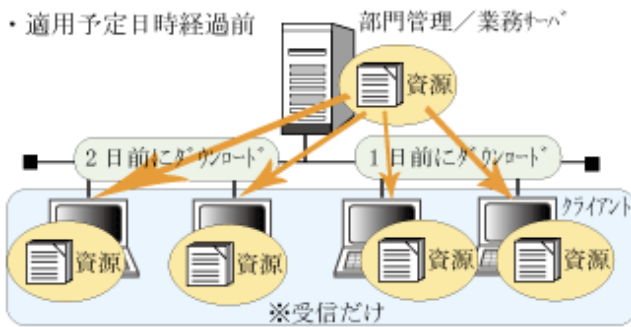 ・適用予定日時経過前
部門管理／業務ｻｰﾊﾞ
資源
2日前にﾀﾞｳﾝﾛｰﾄﾞ
1日前にﾀﾞｳﾝﾛｰﾄﾞ
ｸﾗｲｱﾝﾄ
資源
資源
資源
資源
※受信だけ